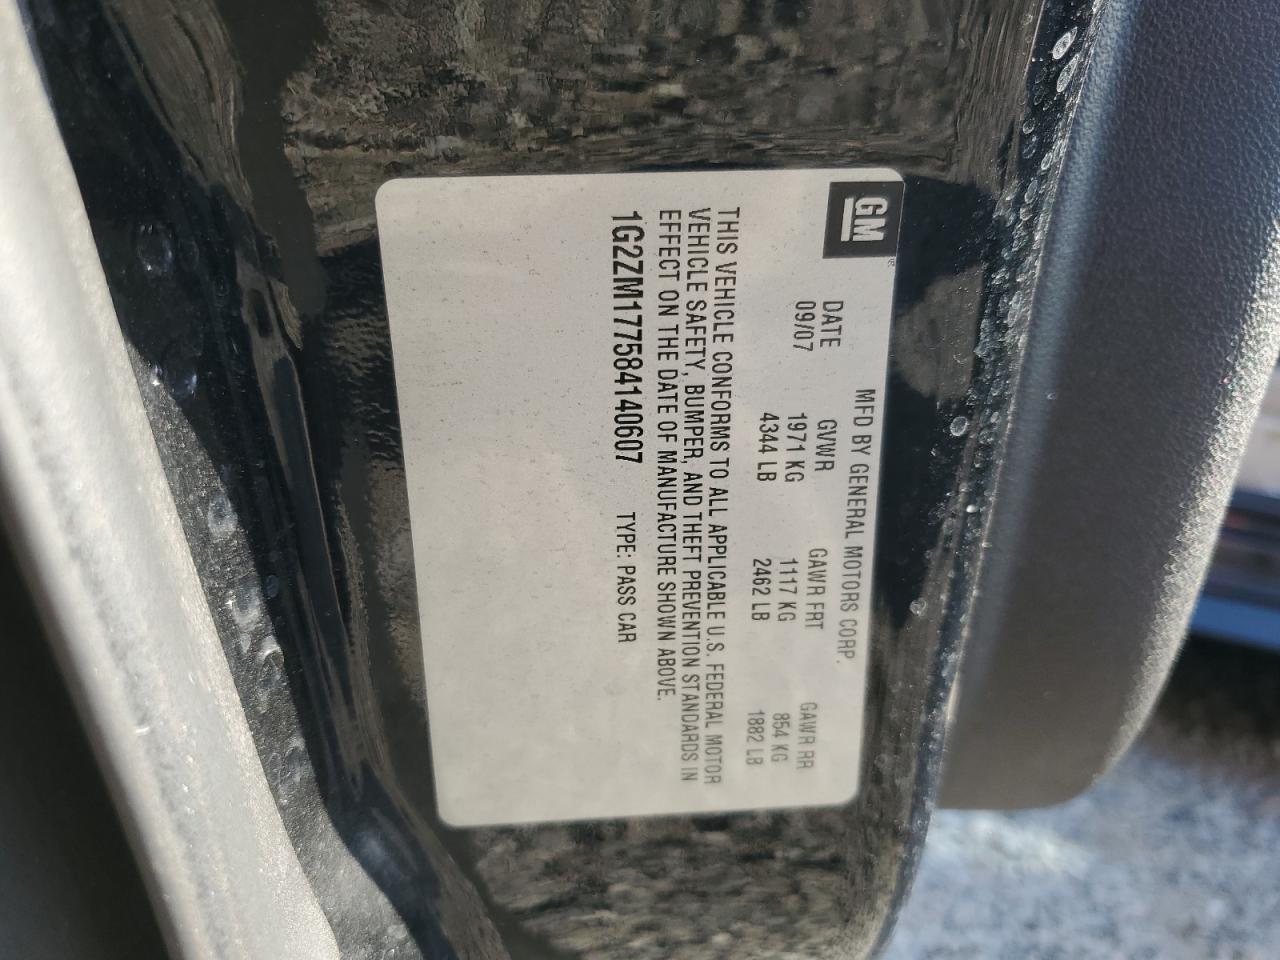 GM
MFD BY GENERAL MOTORS CORP.
DATE GVWR GAWR FRT GAWR RR
09/07 1971 KG 1117 KG 854 KG
4344 LB 2462 LB 1882 LB
THIS VEHICLE CONFORMS TO ALL APPLICABLE U.S. FEDERAL MOTOR
VEHICLE SAFETY, BUMPER, AND THEFT PREVENTION STANDARDS IN
EFFECT ON THE DATE OF MANUFACTURE SHOWN ABOVE.
1G2ZM177584140607 TYPE: PASS CAR